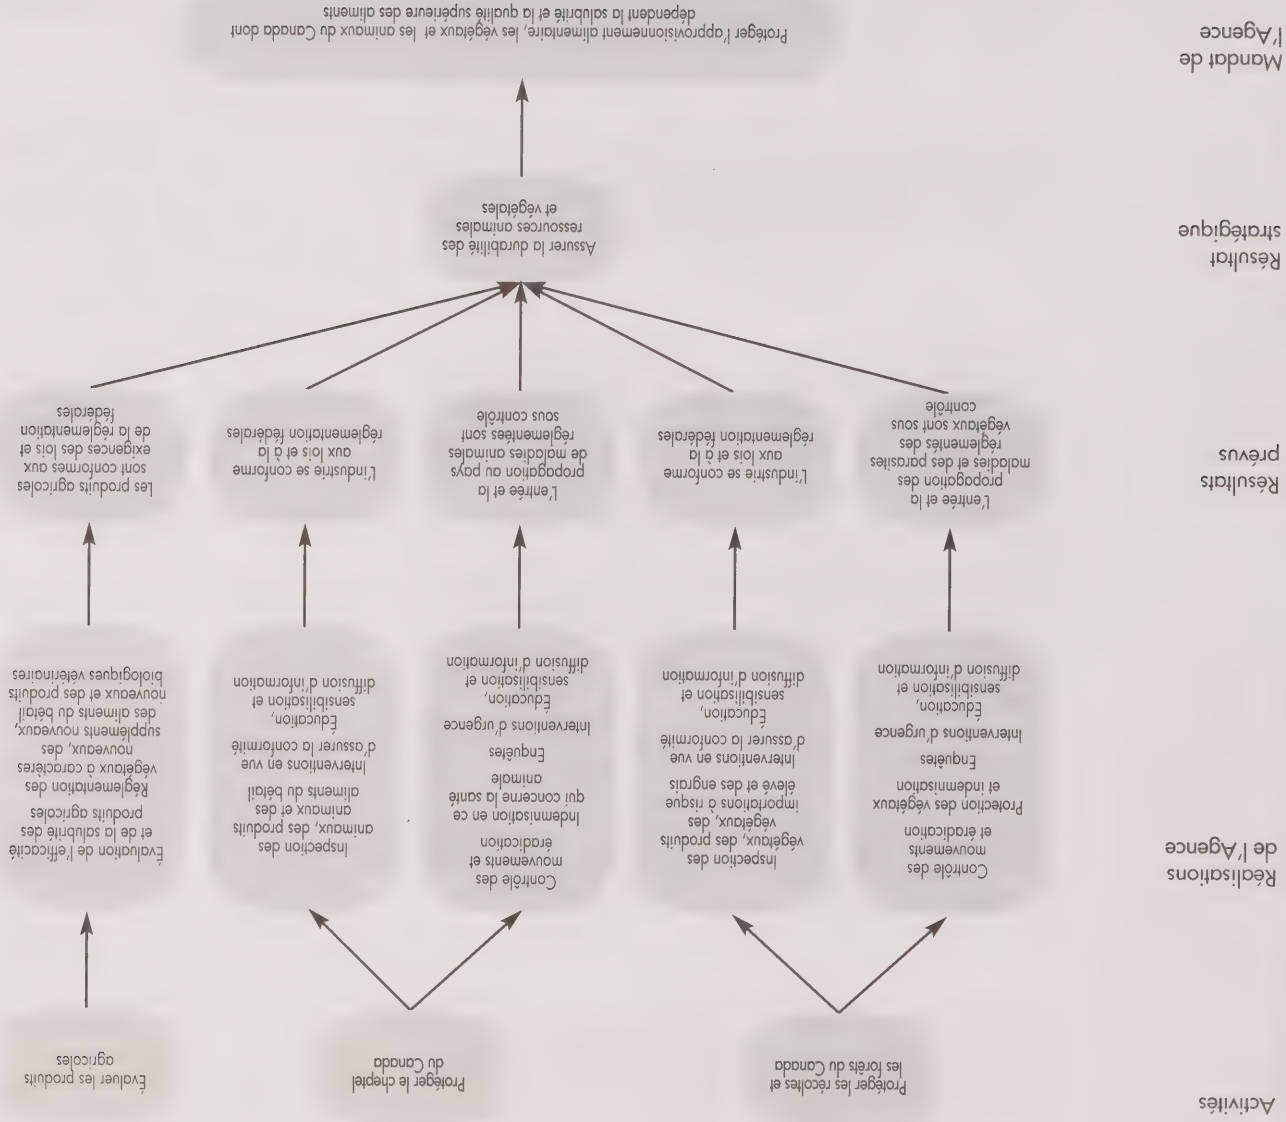 Activités
Protéger les récoltes et
les forêts du Canada
Protéger le cheptel
du Canada
Évaluer les produits
agricoles
Réalisations
de l'Agence
Contrôle des
mouvements
et éradication
Protection des végétaux
et indemnisation
Enquêtes
Interventions d'urgence
Éducation,
sensibilisation et
diffusion d'information
Inspection des
végétaux, des produits
végétaux, des
importations à risque
élevé et des engrais
Interventions en vue
d'assurer la conformité
Éducation,
sensibilisation et
diffusion d'information
Contrôle des
mouvements et
éradication
Indemnisation en ce
qui concerne la santé
animale
Enquêtes
Interventions d'urgence
Éducation,
sensibilisation et
diffusion d'information
Inspection des
animaux, des produits
animaux et des
aliments du bétail
Interventions en vue
d'assurer la conformité
Éducation,
sensibilisation et
diffusion d'information
Évaluation de l'efficacité
et de la salubrité des
produits agricoles
Réglementation des
végétaux à caractères
nouveaux, des
suppléments nouveaux,
des aliments du bétail
nouveaux et des produits
biologiques vétérinaires
Résultats
prévus
L'entrée et la
propagation des
maladies et des parasites
réglementés des
végétaux sont sous
contrôle
L'industrie se conforme
aux lois et à la
réglementation fédérales
L'entrée et la
propagation au pays
de maladies animales
réglementées sont
sous contrôle
L'industrie se conforme
aux lois et à la
réglementation fédérales
Les produits agricoles
sont conformes aux
exigences des lois et
de la réglementation
fédérales
Résultat
stratégique
Assurer la durabilité des
ressources animales
et végétales
Mandat de
l'Agence
Protéger l'approvisionnement alimentaire, les végétaux et les animaux du Canada dont
dépendent la salubrité et la qualité supérieure des aliments